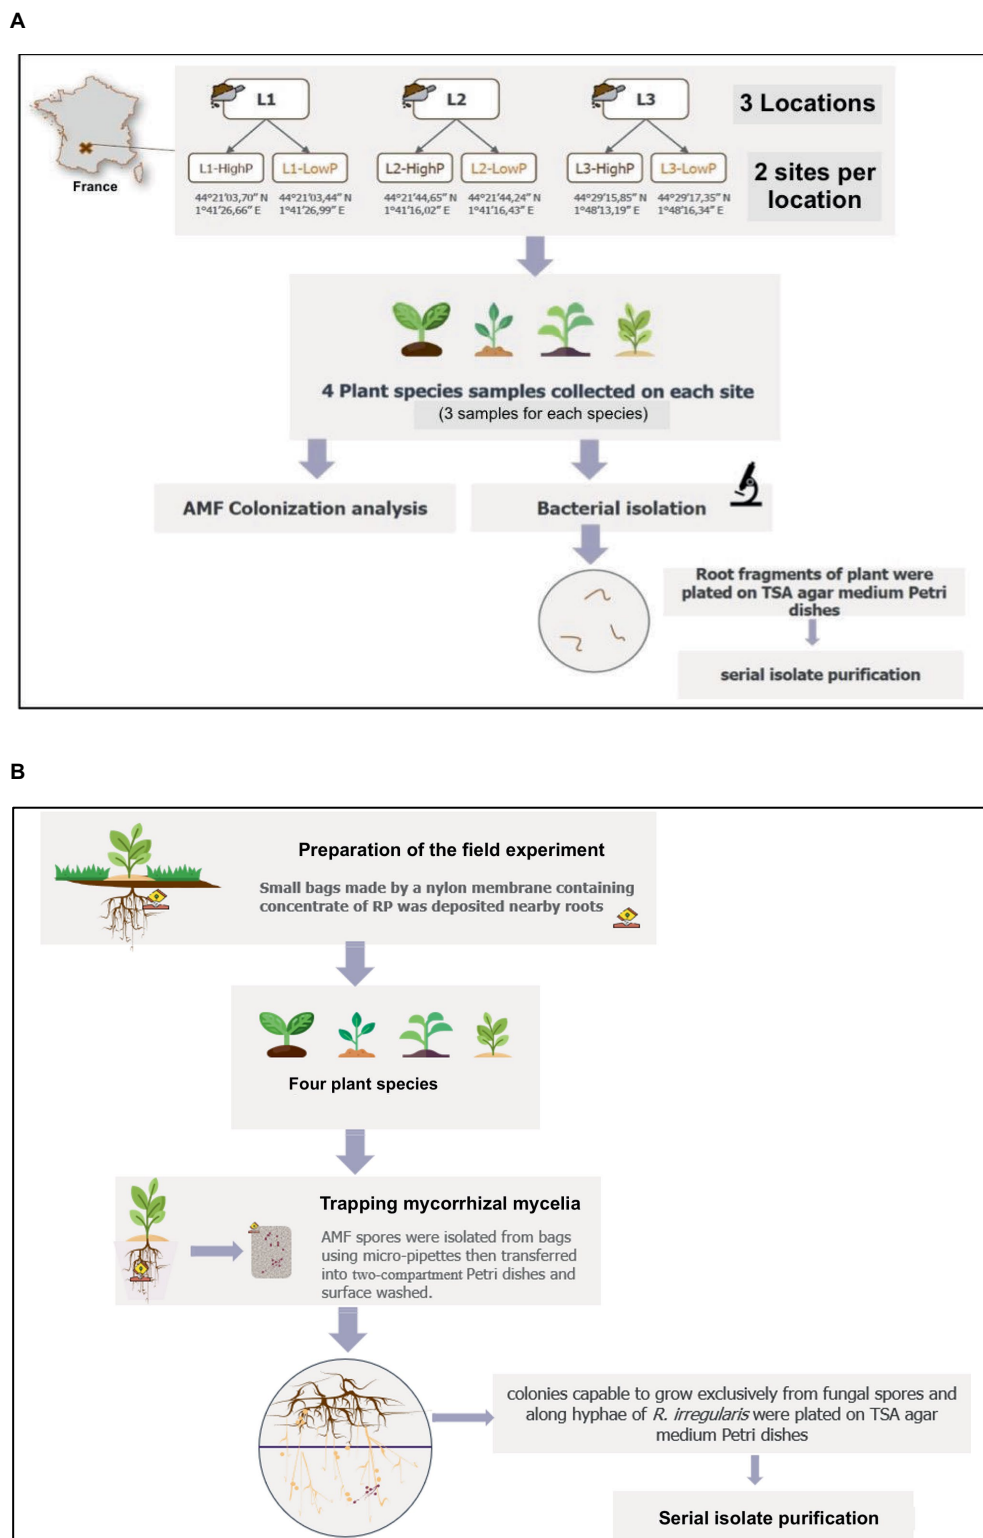 A
France
L1
L2
L3
3 Locations
L1-HighP
L1-LowP
L2-HighP
L2-LowP
L3-HighP
L3-LowP
2 sites per
location
44°21'03,70'' N
1°41'26,66'' E
44°21'03,44'' N
1°41'26,99'' E
44°21'44,65'' N
1°41'16,02'' E
44°21'44,24'' N
1°41'16,43'' E
44°29'15,85'' N
1°48'13,19'' E
44°29'17,35'' N
1°48'16,34'' E
4 Plant species samples collected on each site
(3 samples for each species)
AMF Colonization analysis
Bacterial isolation
Root fragments of plant were
plated on TSA agar medium Petri
dishes
serial isolate purification
B
Preparation of the field experiment
Small bags made by a nylon membrane containing
concentrate of RP was deposited nearby roots
Four plant species
Trapping mycorrhizal mycelia
AMF spores were isolated from bags
using micro-pipettes then transferred
into two-compartment Petri dishes and
surface washed.
colonies capable to grow exclusively from fungal spores and
along hyphae of R. irregularis were plated on TSA agar
medium Petri dishes
Serial isolate purification